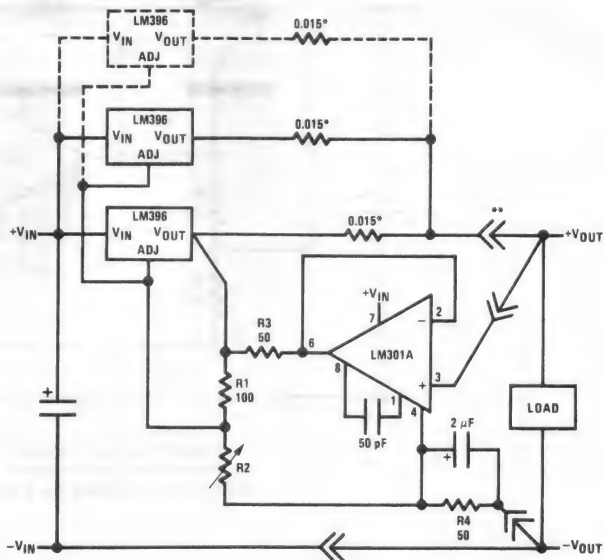 LM396
VIN VOUT
ADJ
0.015*
LM396
VIN VOUT
ADJ
0.015*
LM396
+VIN
VIN VOUT
ADJ
0.015*
**
+VOUT
+VIN
7
2
−
R3
50
6
LM301A
8
+
3
1
4
R1
100
50 pF
2 μF
+
LOAD
+
R2
R4
50
−VIN
−VOUT